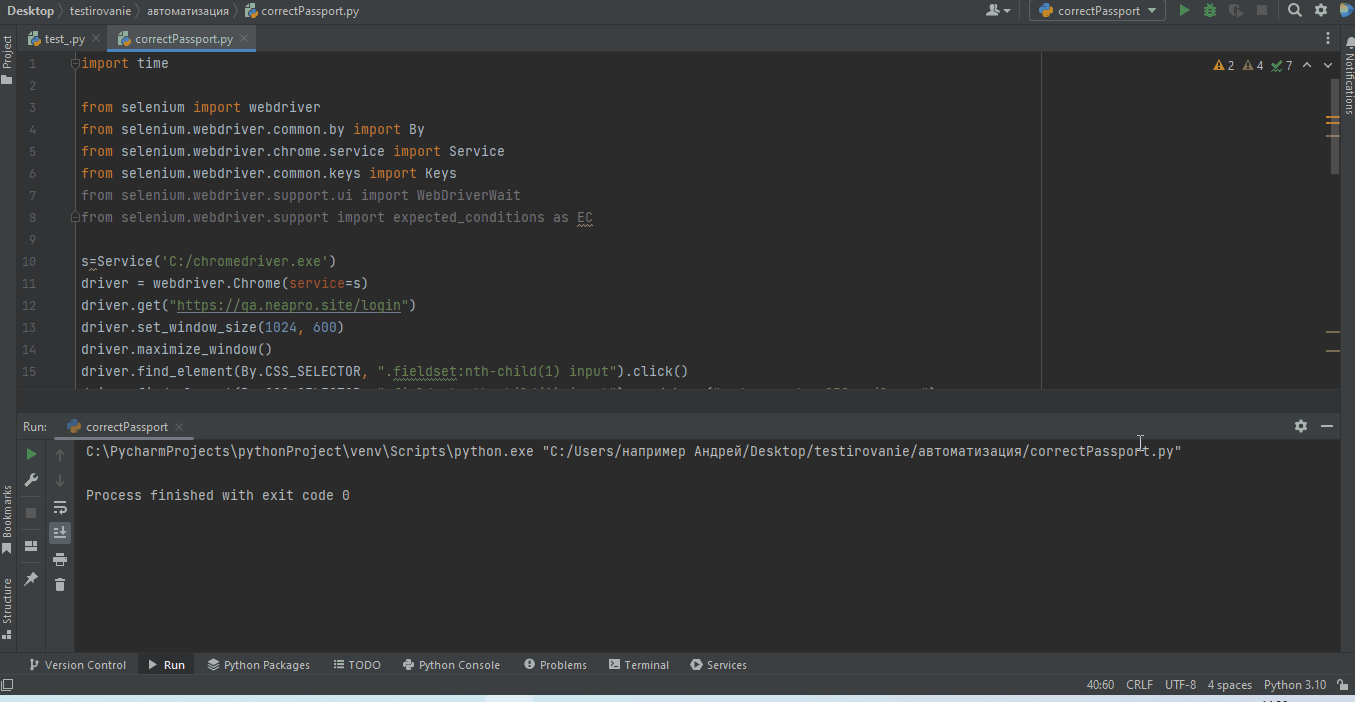 Desktop testirovanie автоматизация correctPassport.py correctPassport
test_.py correctPassport.py
Project
Notifications
2 4 7
1 import time
2
3 from selenium import webdriver
4 from selenium.webdriver.common.by import By
5 from selenium.webdriver.chrome.service import Service
6 from selenium.webdriver.common.keys import Keys
7 from selenium.webdriver.support.ui import WebDriverWait
8 from selenium.webdriver.support import expected_conditions as EC
9
10 s=Service('C:/chromedriver.exe')
11 driver = webdriver.Chrome(service=s)
12 driver.get("https://qa.neapro.site/login")
13 driver.set_window_size(1024, 600)
14 driver.maximize_window()
15 driver.find_element(By.CSS_SELECTOR, ".fieldset:nth-child(1) input").click()
Run: correctPassport
C:\PycharmProjects\pythonProject\venv\Scripts\python.exe "C:/Users/например Андрей/Desktop/testirovanie/автоматизация/correctPassport.py"
Process finished with exit code 0
Bookmarks
Structure
Version Control Run Python Packages TODO Python Console Problems Terminal Services
40:60 CRLF UTF-8 4 spaces Python 3.10